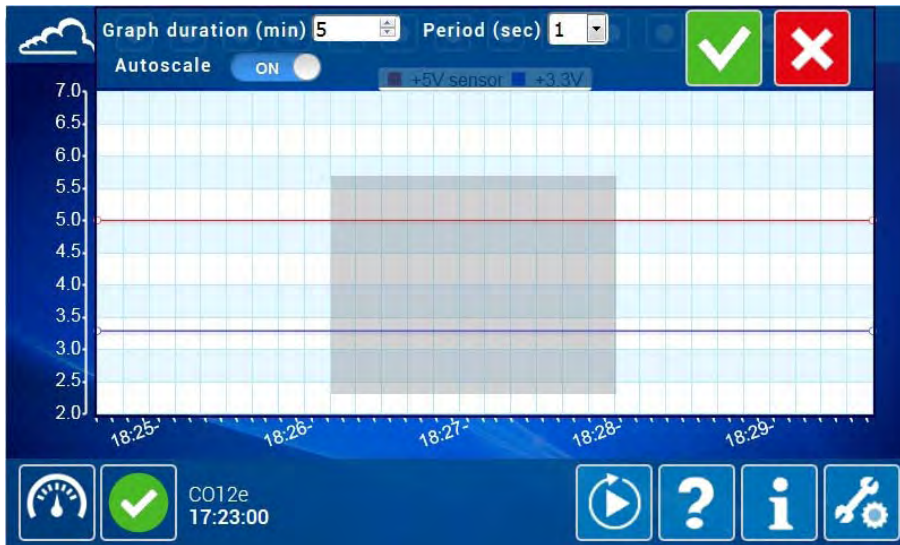 Graph duration (min) 5 Period (sec) 1
Autoscale ON
+5V sensor +3.3V
7.0
6.5
6.0
5.5
5.0
4.5
4.0
3.5
3.0
2.5
2.0
18:25 18:26 18:27 18:28 18:29
CO12e
17:23:00
?
i